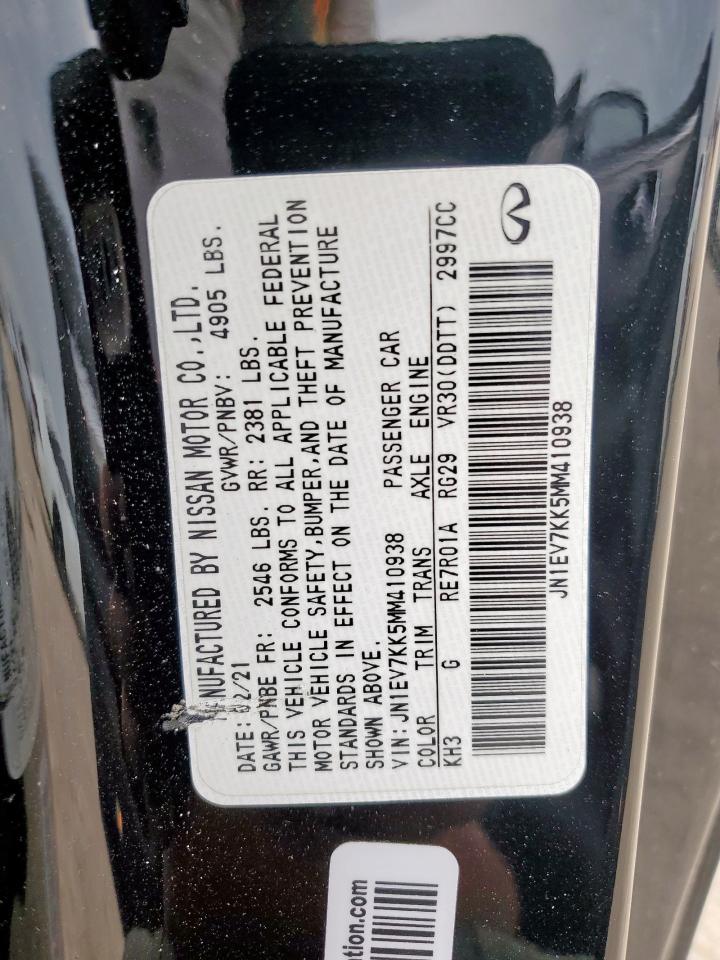 NUFACTURED BY NISSAN MOTOR CO.,LTD.
DATE: 02/21 GVWR/PNBV: 4905 LBS.
GAWR/PNBE FR: 2546 LBS. RR: 2381 LBS.
THIS VEHICLE CONFORMS TO ALL APPLICABLE FEDERAL
MOTOR VEHICLE SAFETY,BUMPER,AND THEFT PREVENTION
STANDARDS IN EFFECT ON THE DATE OF MANUFACTURE
SHOWN ABOVE.
VIN:JN1EV7KK5MM410938 PASSENGER CAR
COLOR TRIM TRANS AXLE ENGINE
KH3 G RE7R01A RG29 VR30(DDTT) 2997CC
JN1EV7KK5MM410938
tion.com